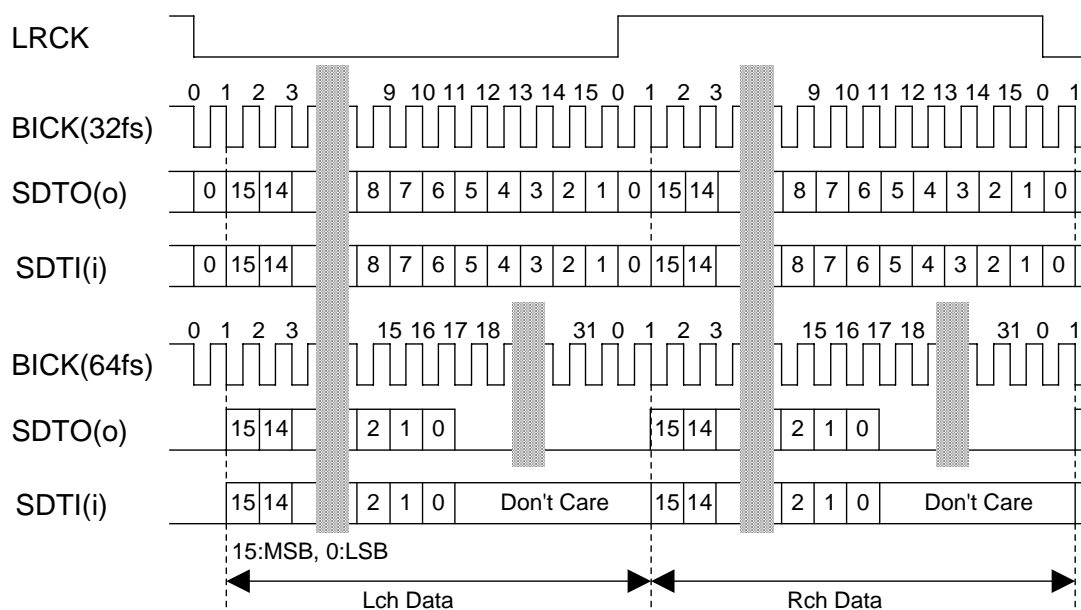 LRCK
0 1 2 3 9 10 11 12 13 14 15 0 1 2 3 9 10 11 12 13 14 15 0 1
BICK(32fs)
SDTO(o) 0 15 14 8 7 6 5 4 3 2 1 0 15 14 8 7 6 5 4 3 2 1 0
SDTI(i) 0 15 14 8 7 6 5 4 3 2 1 0 15 14 8 7 6 5 4 3 2 1 0
0 1 2 3 15 16 17 18 31 0 1 2 3 15 16 17 18 31 0 1
BICK(64fs)
SDTO(o) 15 14 2 1 0 15 14 2 1 0
SDTI(i) 15 14 2 1 0 Don't Care 15 14 2 1 0 Don't Care
15:MSB, 0:LSB
Lch Data Rch Data